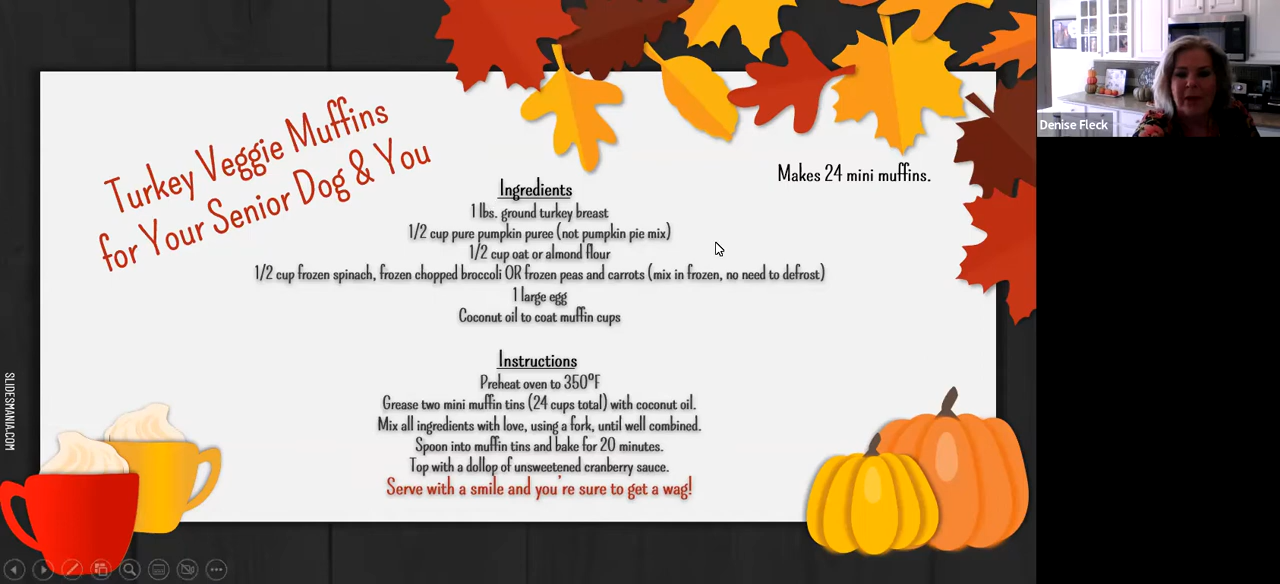 Turkey Veggie Muffins
for Your Senior Dog & You
Makes 24 mini muffins.
Ingredients
1 lbs. ground turkey breast
1/2 cup pure pumpkin puree (not pumpkin pie mix)
1/2 cup oat or almond flour
1/2 cup frozen spinach, frozen chopped broccoli OR frozen peas and carrots (mix in frozen, no need to defrost)
1 large egg
Coconut oil to coat muffin cups
Instructions
Preheat oven to 350°F
Grease two mini muffin tins (24 cups total) with coconut oil.
Mix all ingredients with love, using a fork, until well combined.
Spoon into muffin tins and bake for 20 minutes.
Top with a dollop of unsweetened cranberry sauce.
Serve with a smile and you're sure to get a wag!
SLIDESMANIA.COM
Denise Fleck